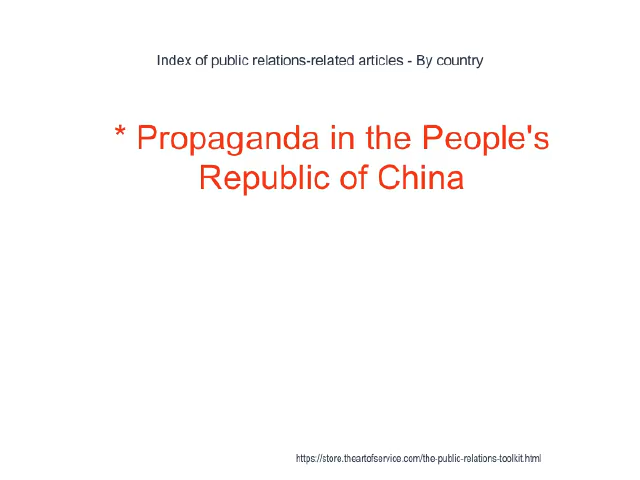 Index of public relations-related articles - By country
* Propaganda in the People's
Republic of China
https://store.theartofservice.com/the-public-relations-toolkit.html